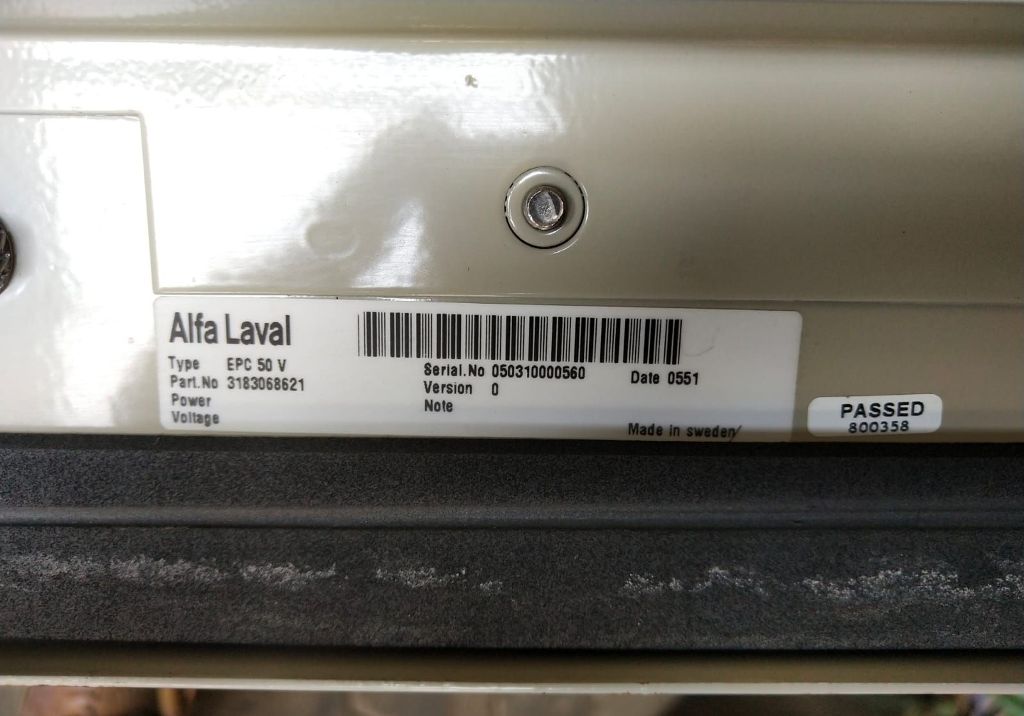 Alfa Laval
Type EPC 50 V
Part.No 3183068621
Power
Voltage
Serial.No 050310000560
Date 0551
Version 0
Note
Made in sweden
PASSED
800358